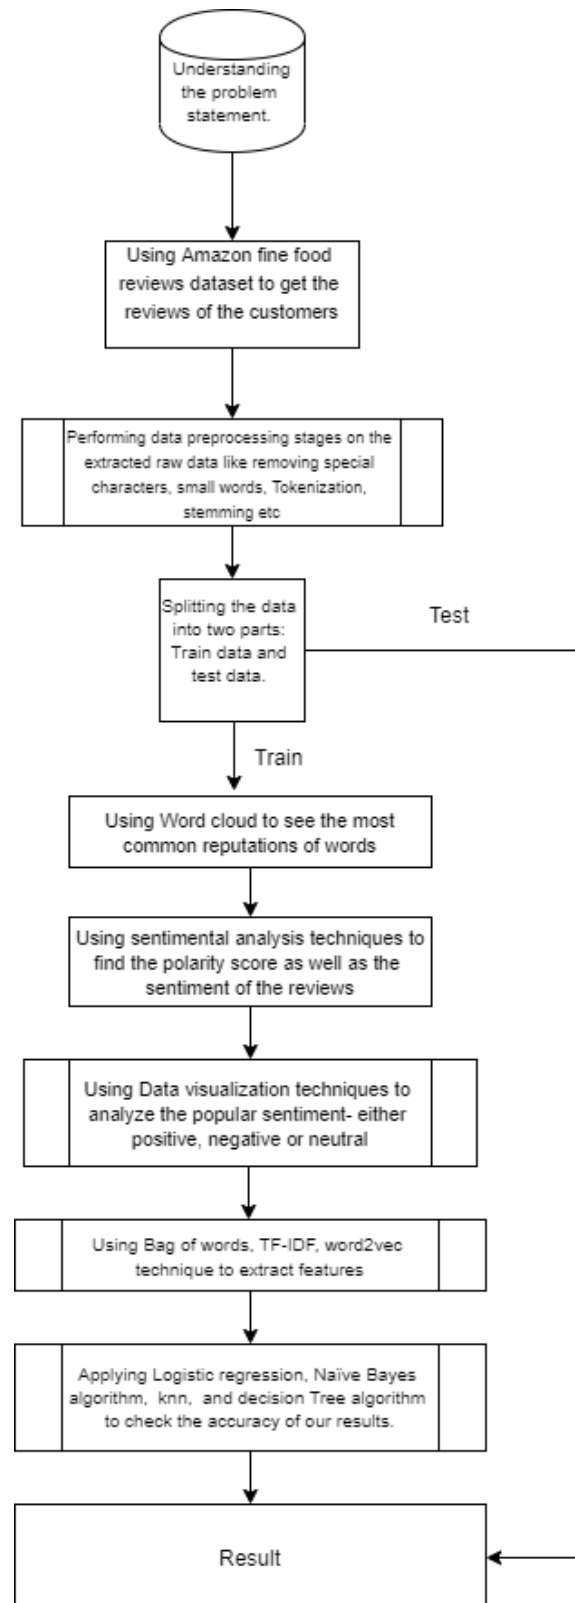 Understanding
the problem
statement.
Using Amazon fine food
reviews dataset to get the
reviews of the customers
Performing data preprocessing stages on the
extracted raw data like removing special
characters, small words, Tokenization,
stemming etc
Splitting the data
into two parts:
Train data and
test data.
Test
Train
Using Word cloud to see the most
common reputations of words
Using sentimental analysis techniques to
find the polarity score as well as the
sentiment of the reviews
Using Data visualization techniques to
analyze the popular sentiment- either
positive, negative or neutral
Using Bag of words, TF-IDF, word2vec
technique to extract features
Applying Logistic regression, Naïve Bayes
algorithm, knn, and decision Tree algorithm
to check the accuracy of our results.
Result